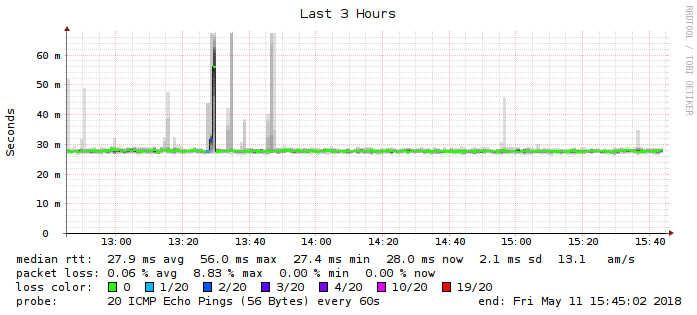 Last 3 Hours
RRDTOOL / TOBI OETIKER
Seconds
60 m
50 m
40 m
30 m
20 m
10 m
0
13:00 13:20 13:40 14:00 14:20 14:40 15:00 15:20 15:40
median rtt: 27.9 ms avg 56.0 ms max 27.4 ms min 28.0 ms now 2.1 ms sd 13.1 am/s
packet loss: 0.06 % avg 8.83 % max 0.00 % min 0.00 % now
loss color: 0 1/20 2/20 3/20 4/20 10/20 19/20
probe: 20 ICMP Echo Pings (56 Bytes) every 60s end: Fri May 11 15:45:02 2018